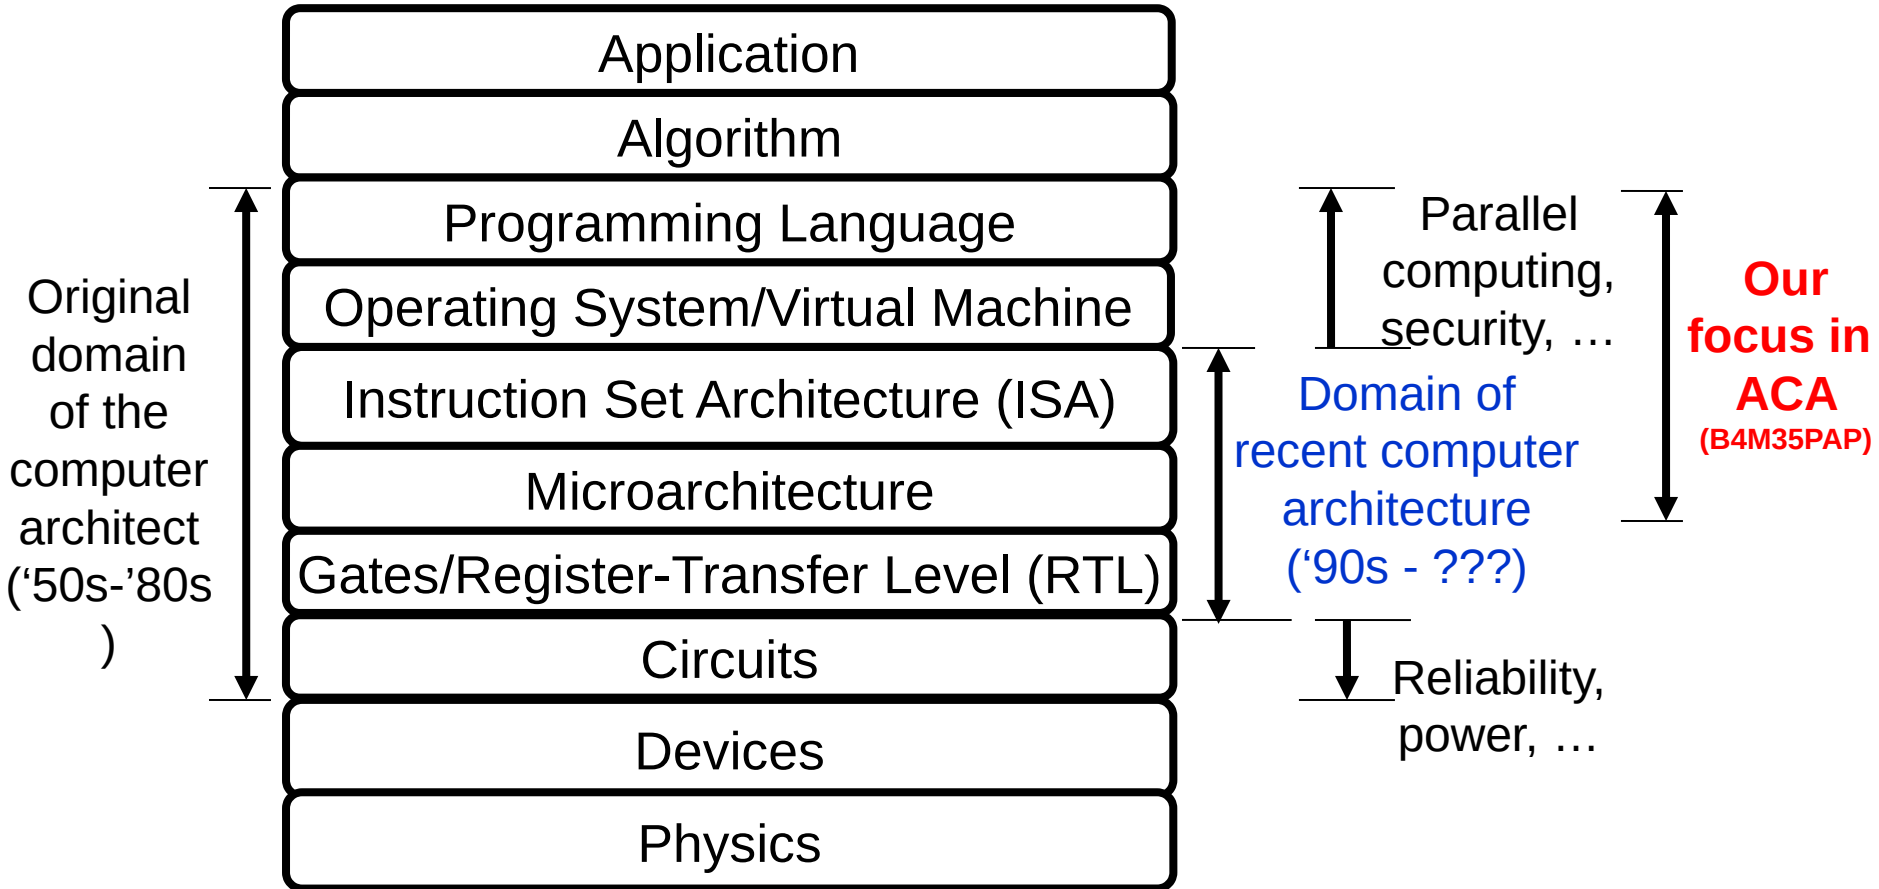 Application
Algorithm
Programming Language
Operating System/Virtual Machine
Instruction Set Architecture (ISA)
Microarchitecture
Gates/Register-Transfer Level (RTL)
Circuits
Devices
Physics
Original
domain
of the
computer
architect
(‘50s-’80s
)
Parallel
computing,
security, …
Domain of
recent computer
architecture
(‘90s - ???)
Reliability,
power, …
Our
focus in
ACA
(B4M35PAP)